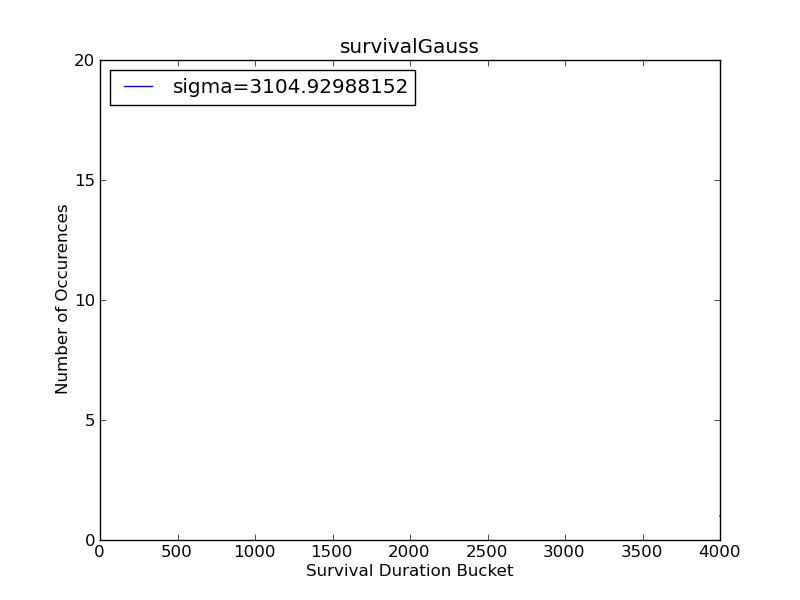 survivalGauss
sigma=3104.92988152
20
15
10
5
0
Number of Occurences
0 500 1000 1500 2000 2500 3000 3500 4000
Survival Duration Bucket